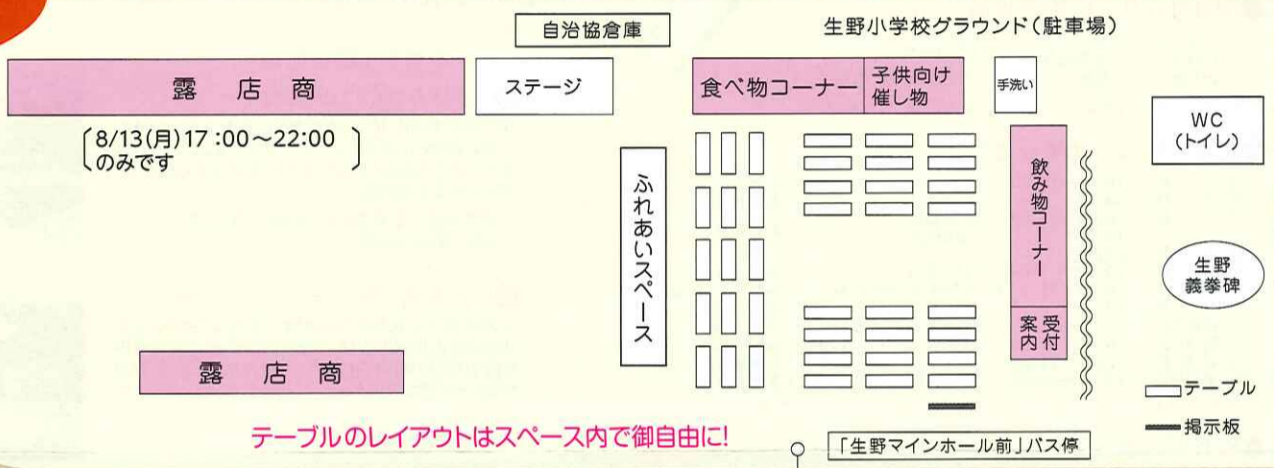 自治協倉庫
生野小学校グラウンド(駐車場)
露店商
ステージ
食べ物コーナー
子供向け
催し物
手洗い
WC
(トイレ)
8/13(月)17:00～22:00
のみです
ふれあいスペース
飲み物コーナー
生野
義挙碑
受付
案内
露店商
テーブル
掲示板
テーブルのレイアウトはスペース内で御自由に!
「生野マインホール前」バス停